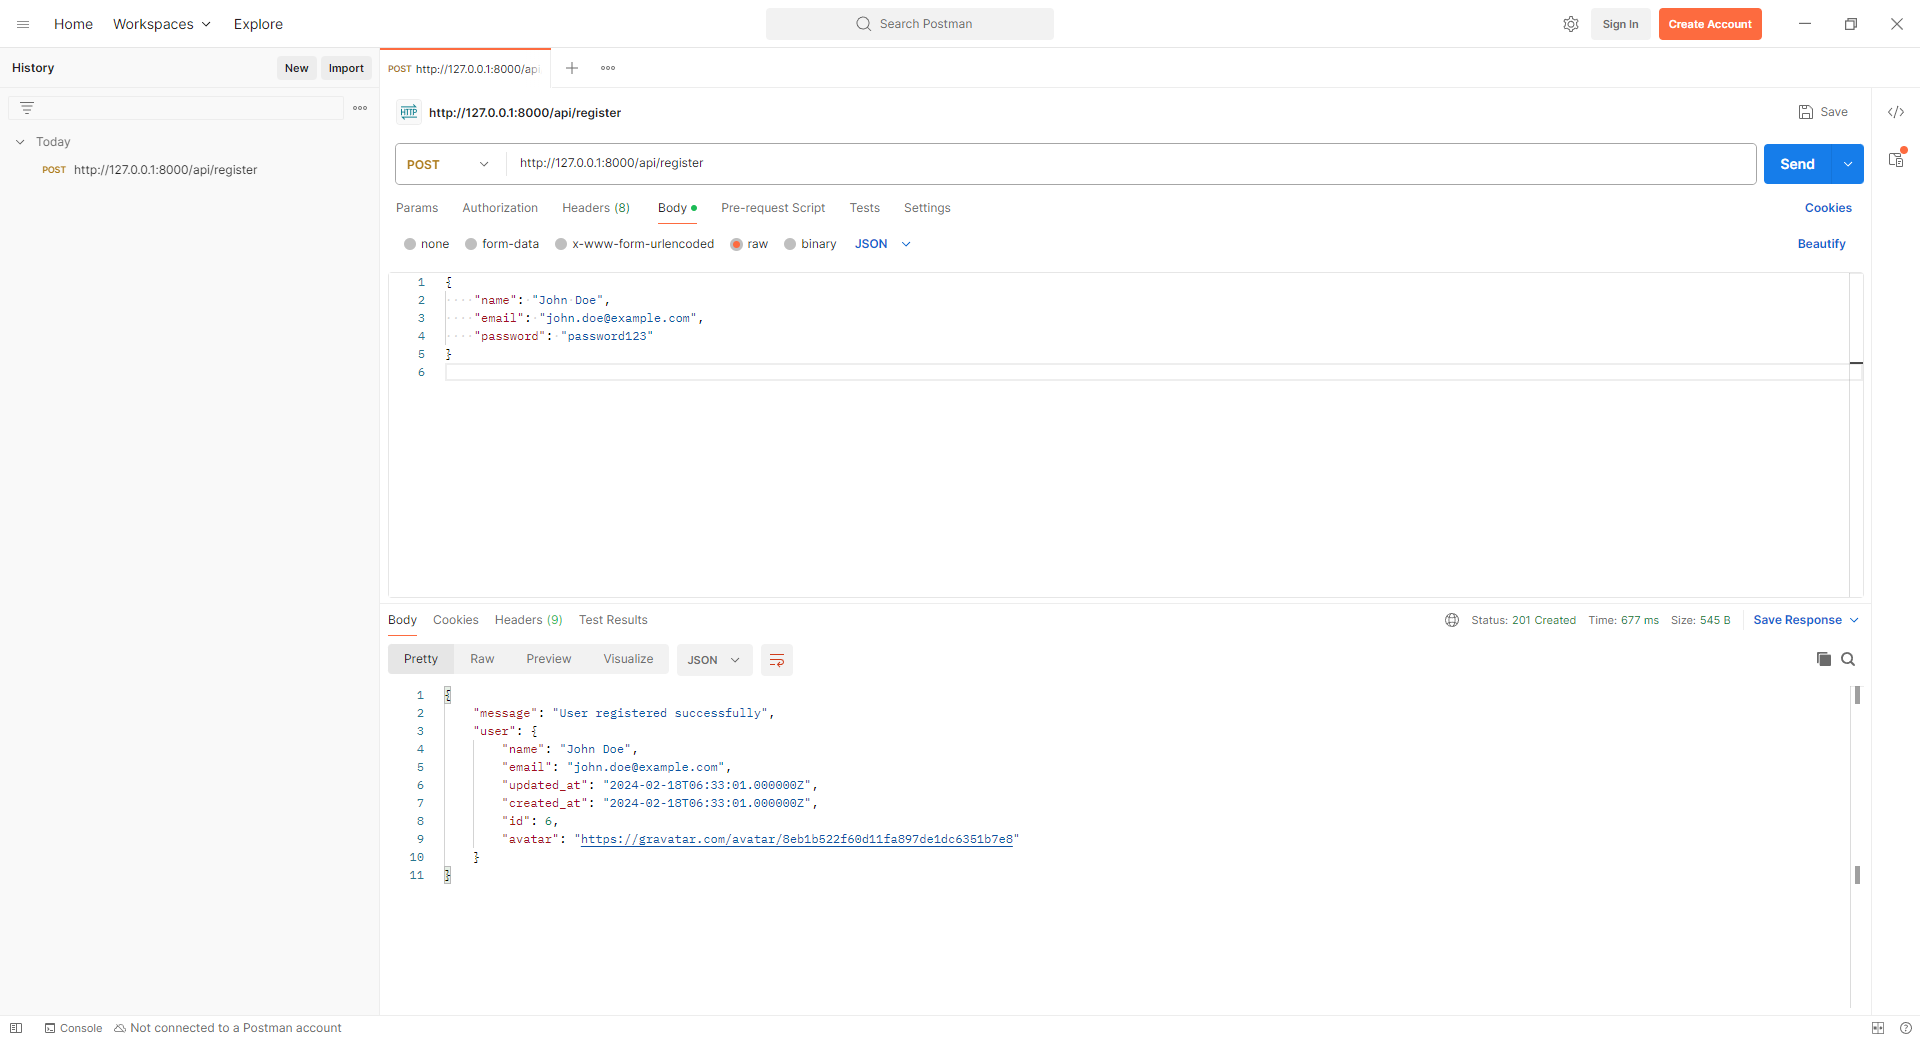 Home Workspaces Explore Search Postman Sign In Create Account
History New Import POST http://127.0.0.1:8000/api
HTTP http://127.0.0.1:8000/api/register Save
Today
POST http://127.0.0.1:8000/api/register
POST http://127.0.0.1:8000/api/register Send
Params Authorization Headers (8) Body Pre-request Script Tests Settings Cookies
none form-data x-www-form-urlencoded raw binary JSON Beautify
1 {
2 "name": "John Doe",
3 "email": "john.doe@example.com",
4 "password": "password123"
5 }
6
Body Cookies Headers (9) Test Results Status: 201 Created Time: 677 ms Size: 545 B Save Response
Pretty Raw Preview Visualize JSON
1 {
2 "message": "User registered successfully",
3 "user": {
4 "name": "John Doe",
5 "email": "john.doe@example.com",
6 "updated_at": "2024-02-18T06:33:01.000000Z",
7 "created_at": "2024-02-18T06:33:01.000000Z",
8 "id": 6,
9 "avatar": "https://gravatar.com/avatar/8eb1b522f60d11fa897de1dc6351b7e8"
10 }
11 }
Console Not connected to a Postman account